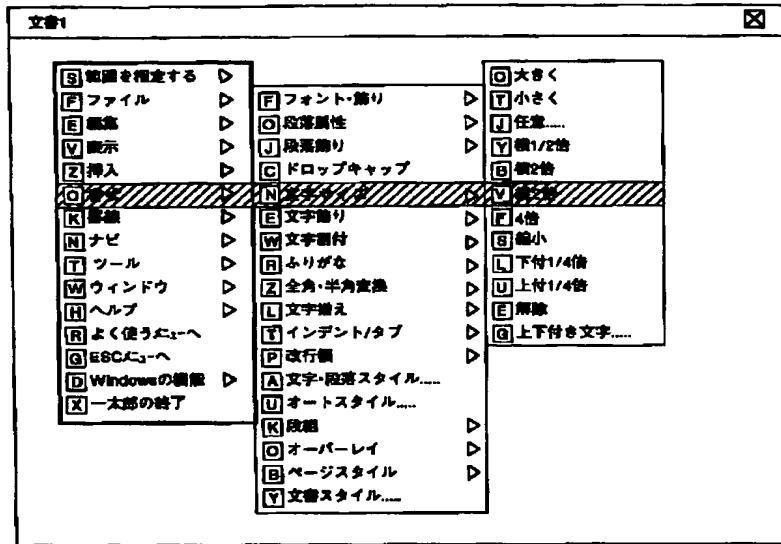 文書1
S 範囲を指定する
F ファイル
E 編集
V 表示
Z 挿入
O 書式
K 罫線
N ナビ
T ツール
W ウィンドウ
H ヘルプ
R よく使うメニューへ
G ESCメニューへ
D Windowsの機能
X 一太郎の終了
F フォント・飾り
O 段落属性
J 段落飾り
C ドロップキャップ
N 文字サイズ
E 文字飾り
W 文字割付
R ふりがな
Z 全角・半角変換
L 文字揃え
T インデント/タブ
P 改行幅
A 文字・段落スタイル.....
U オートスタイル.....
K 段組
O オーバーレイ
B ページスタイル
Y 文書スタイル.....
O 大きく
T 小さく
J 任意.....
Y 横1/2倍
B 横2倍
V
F 4倍
S 縮小
L 下付1/4倍
U 上付1/4倍
E 解除
G 上下付き文字.....